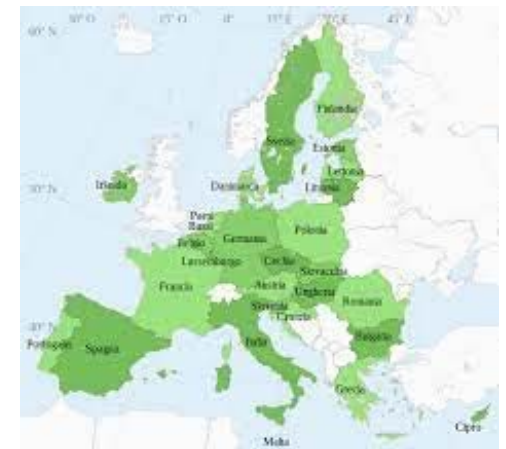 0°
Finlandia
Svezia
Estonia
Lettonia
Irlanda
Danimarca
Lituania
Paesi
Bassi
Polonia
Germania
Belgio
Lussemburgo
Cechia
Slovacchia
Francia
Austria
Ungheria
Romania
Slovenia
Croazia
Italia
Bulgaria
Portogallo
Spagna
Grecia
Cipro
Malta